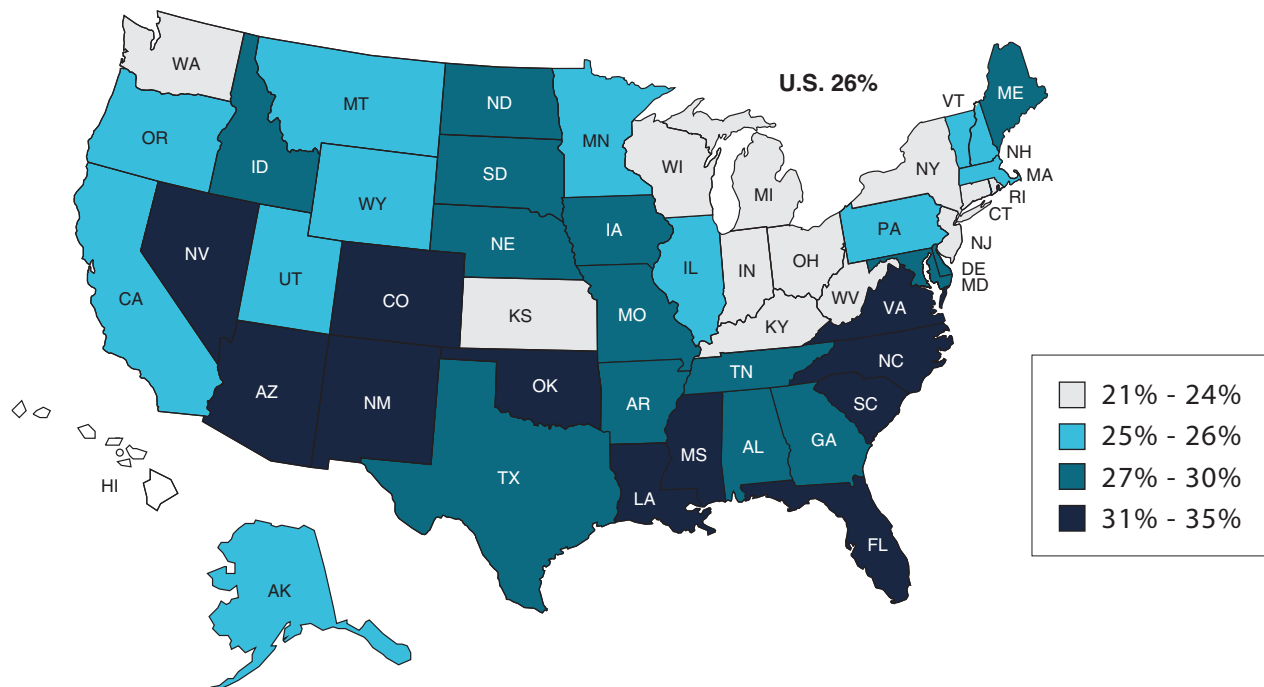 WA
MT
ND
MN
U.S. 26%
VT
ME
OR
ID
SD
WI
MI
NY
NH
MA
RI
CT
WY
NE
IA
PA
NJ
NV
UT
CO
IL
IN
OH
DE
MD
CA
KS
MO
WV
VA
KY
AZ
NM
OK
AR
TN
NC
SC
TX
LA
MS
AL
GA
FL
HI
AK
21% - 24%
25% - 26%
27% - 30%
31% - 35%